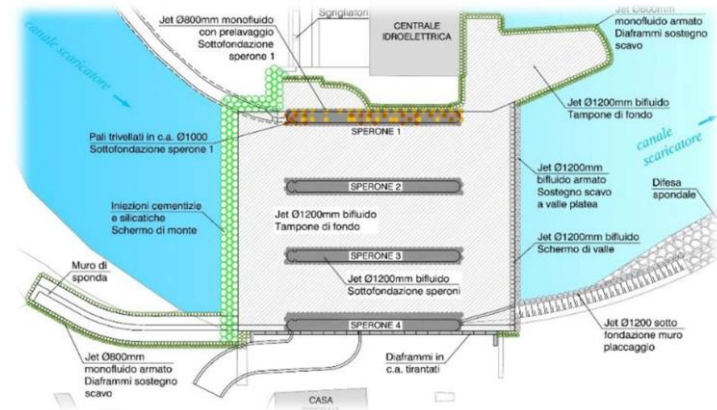 Jet Ø800mm monofluido
con prelavaggio
Sottofondazione
sperone 1
Sgrigliatori
CENTRALE
IDROELETTRICA
Jet Ø800mm
monofluido armato
Diaframmi sostegno
scavo
canale
scaricatore
Jet Ø1200mm bifluido
Tampone di fondo
SPERONE 1
Pali trivellati in c.a. Ø1000
Sottofondazione sperone 1
canale
scaricatore
Jet Ø1200mm
bifluido armato
Sostegno scavo
a valle platea
SPERONE 2
Difesa
spondale
Iniezioni cementizie
e silicatiche
Schermo di monte
Jet Ø1200mm bifluido
Tampone di fondo
Jet Ø1200mm bifluido
Schermo di valle
SPERONE 3
Muro di
sponda
Jet Ø1200mm bifluido
Sottofondazione speroni
SPERONE 4
Jet Ø1200 sotto
fondazione muro
placcaggio
Jet Ø800mm
monofluido armato
Diaframmi sostegno
scavo
Diaframmi in
c.a. tirantati
CASA